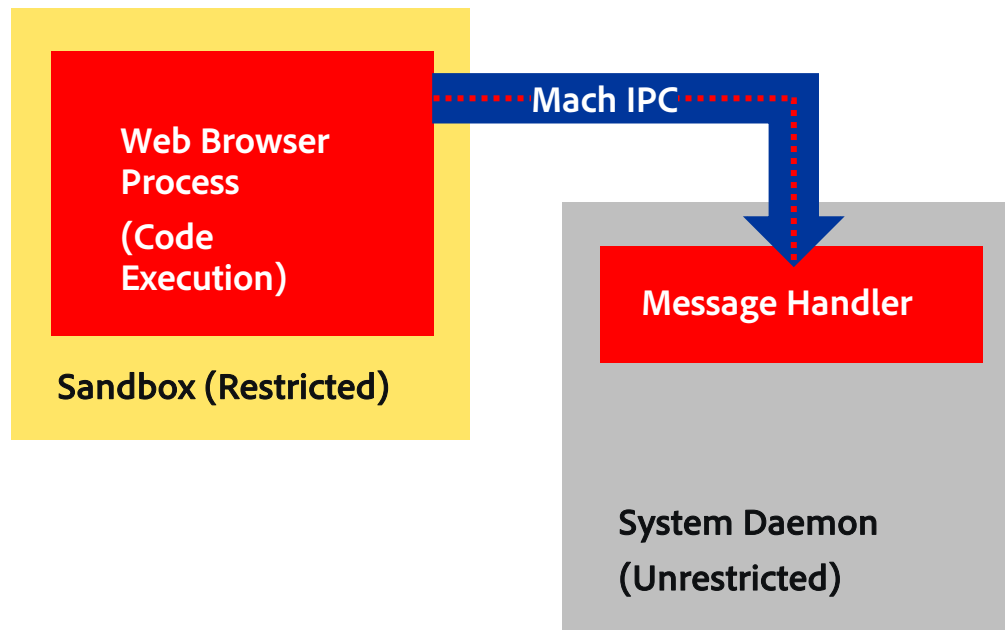 Web Browser
Process
(Code
Execution)
Sandbox (Restricted)
Mach IPC
Message Handler
System Daemon
(Unrestricted)